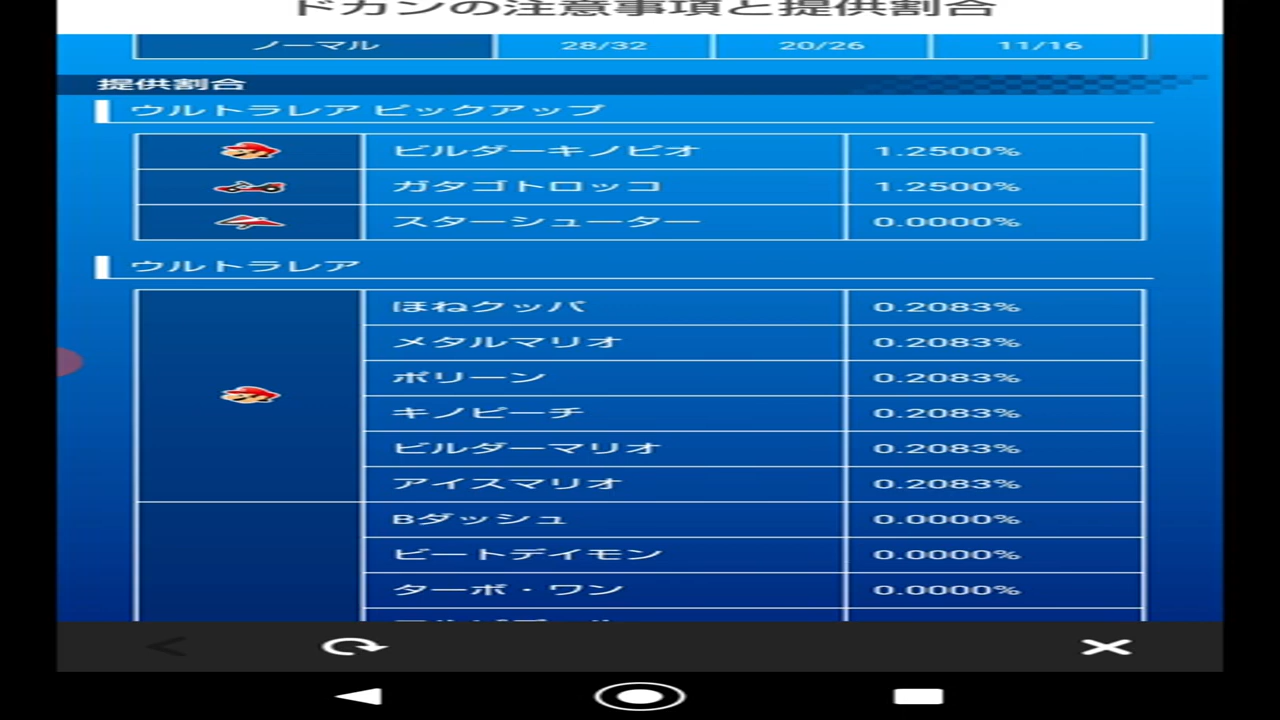 ドカンの注意事項と提供割合
ノーマル 28/32 20/26 11/16
提供割合
ウルトラレア ピックアップ
ビルダーキノピオ 1.2500%
ガタゴトロッコ 1.2500%
スターシューター 0.0000%
ウルトラレア
ほねクッパ 0.2083%
メタルマリオ 0.2083%
ポリーン 0.2083%
キノピーチ 0.2083%
ビルダーマリオ 0.2083%
アイスマリオ 0.2083%
Bダッシュ 0.0000%
ビートデイモン 0.0000%
ターボ・ワン 0.0000%